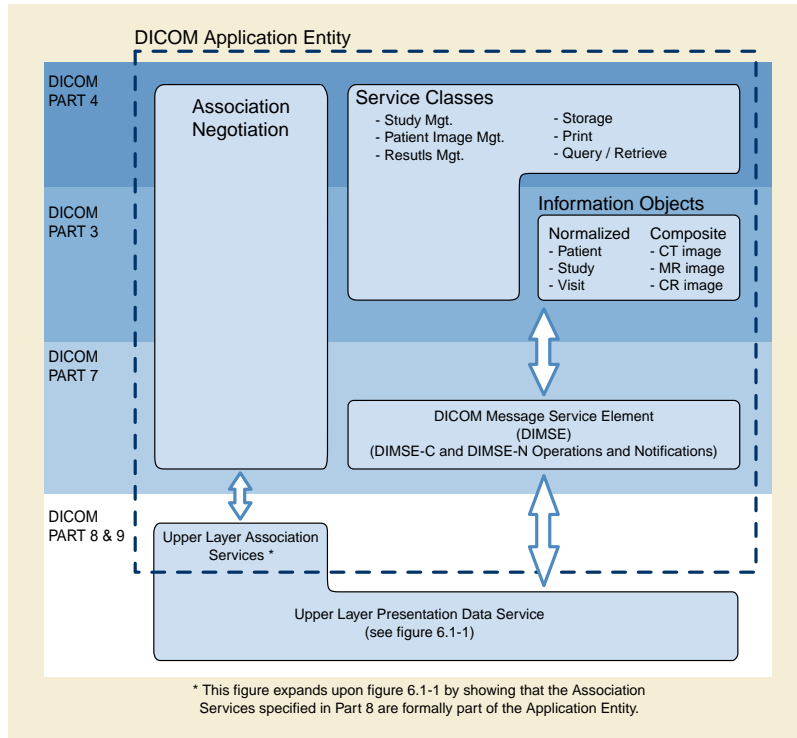 DICOM Application Entity
DICOM
PART 4
Association
Negotiation
Service Classes
- Study Mgt.
- Patient Image Mgt.
- Resutls Mgt.
- Storage
- Print
- Query / Retrieve
DICOM
PART 3
Information Objects
Normalized
- Patient
- Study
- Visit
Composite
- CT image
- MR image
- CR image
DICOM
PART 7
DICOM Message Service Element
(DIMSE)
(DIMSE-C and DIMSE-N Operations and Notifications)
DICOM
PART 8 & 9
Upper Layer Association
Services *
Upper Layer Presentation Data Service
(see figure 6.1-1)
* This figure expands upon figure 6.1-1 by showing that the Association
Services specified in Part 8 are formally part of the Application Entity.